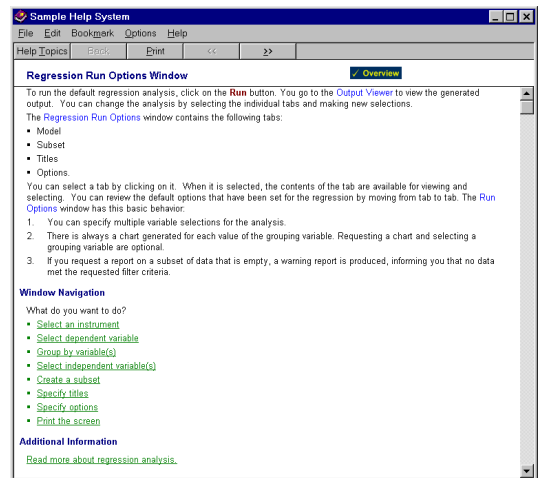 Sample Help System
File Edit Bookmark Options Help
Help Topics Back Print << >>
Regression Run Options Window
✓ Overview
To run the default regression analysis, click on the Run button. You go to the Output Viewer to view the generated
output. You can change the analysis by selecting the individual tabs and making new selections.
The Regression Run Options window contains the following tabs:
▪ Model
▪ Subset
▪ Titles
▪ Options.
You can select a tab by clicking on it. When it is selected, the contents of the tab are available for viewing and
selecting. You can review the default options that have been set for the regression by moving from tab to tab. The Run
Options window has this basic behavior:
1. You can specify multiple variable selections for the analysis.
2. There is always a chart generated for each value of the grouping variable. Requesting a chart and selecting a
grouping variable are optional.
3. If you request a report on a subset of data that is empty, a warning report is produced, informing you that no data
met the requested filter criteria.
Window Navigation
What do you want to do?
▪ Select an instrument
▪ Select dependent variable
▪ Group by variable(s)
▪ Select independent variable(s)
▪ Create a subset
▪ Specify titles
▪ Specify options
▪ Print the screen
Additional Information
Read more about regression analysis.